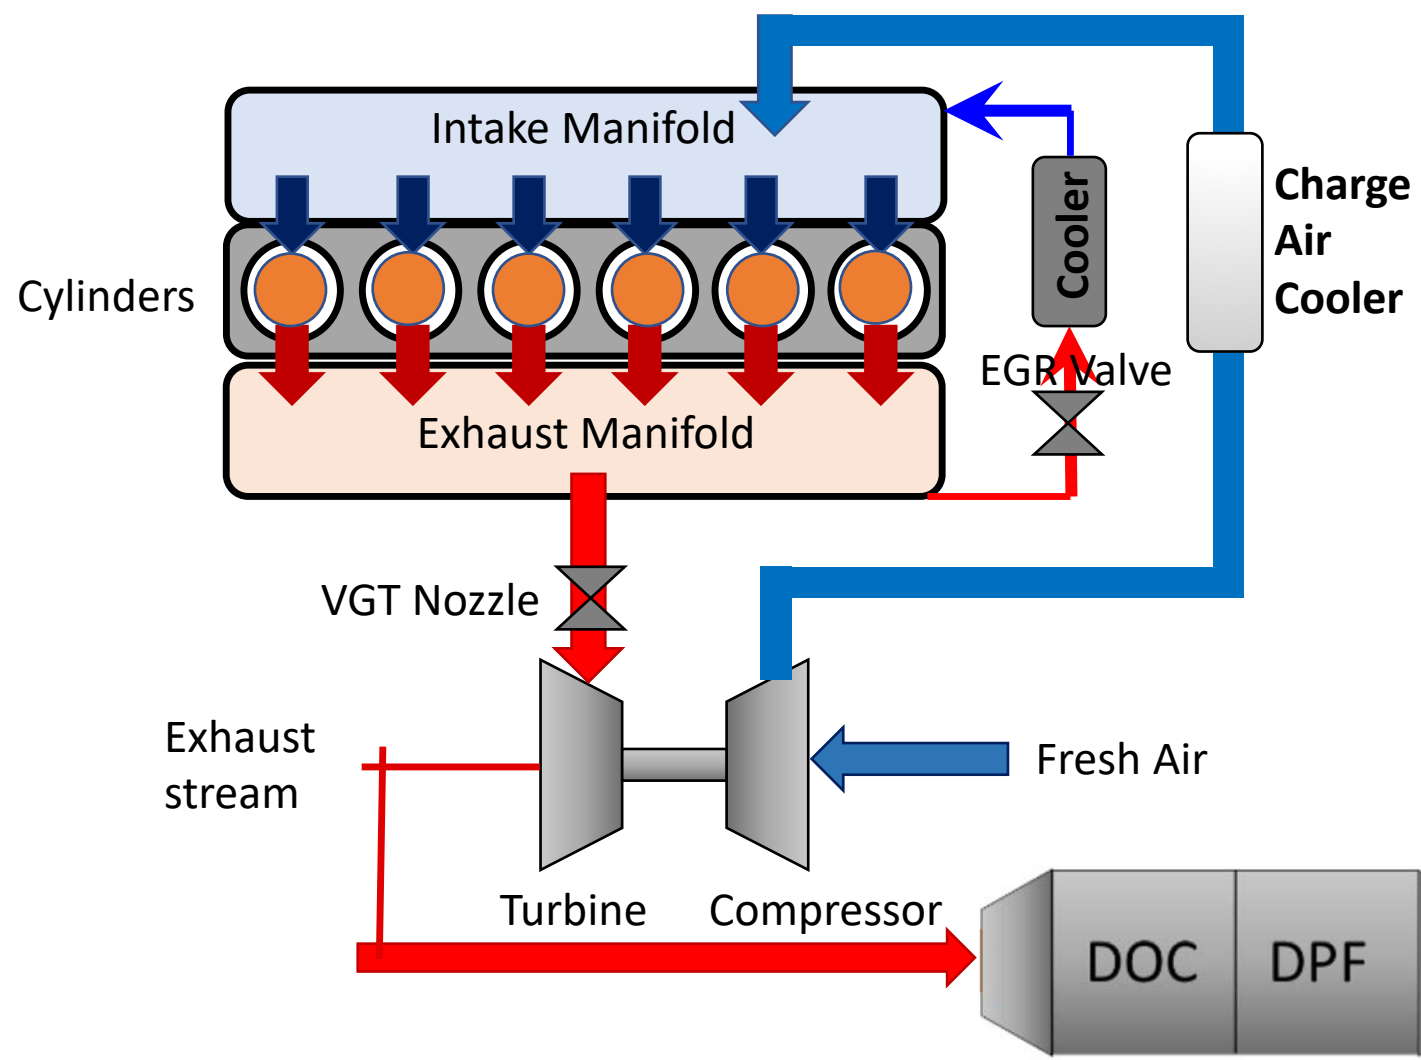 Intake Manifold
Cooler
Charge
Air
Cooler
Cylinders
EGR Valve
Exhaust Manifold
VGT Nozzle
Exhaust
stream
Fresh Air
Turbine
Compressor
DOC
DPF